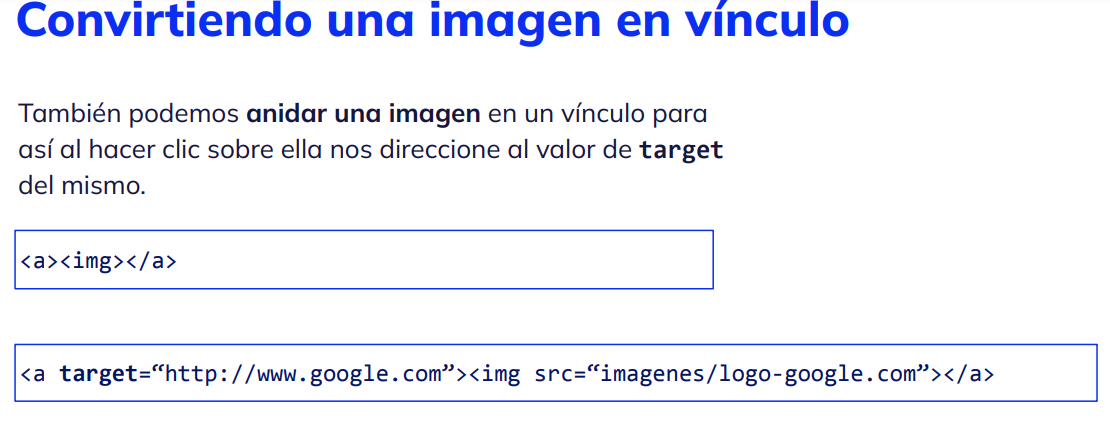 Convirtiendo una imagen en vínculo
También podemos anidar una imagen en un vínculo para
así al hacer clic sobre ella nos direccione al valor de target
del mismo.
<a><img></a>
<a target=“http://www.google.com”><img src=“imagenes/logo-google.com”></a>